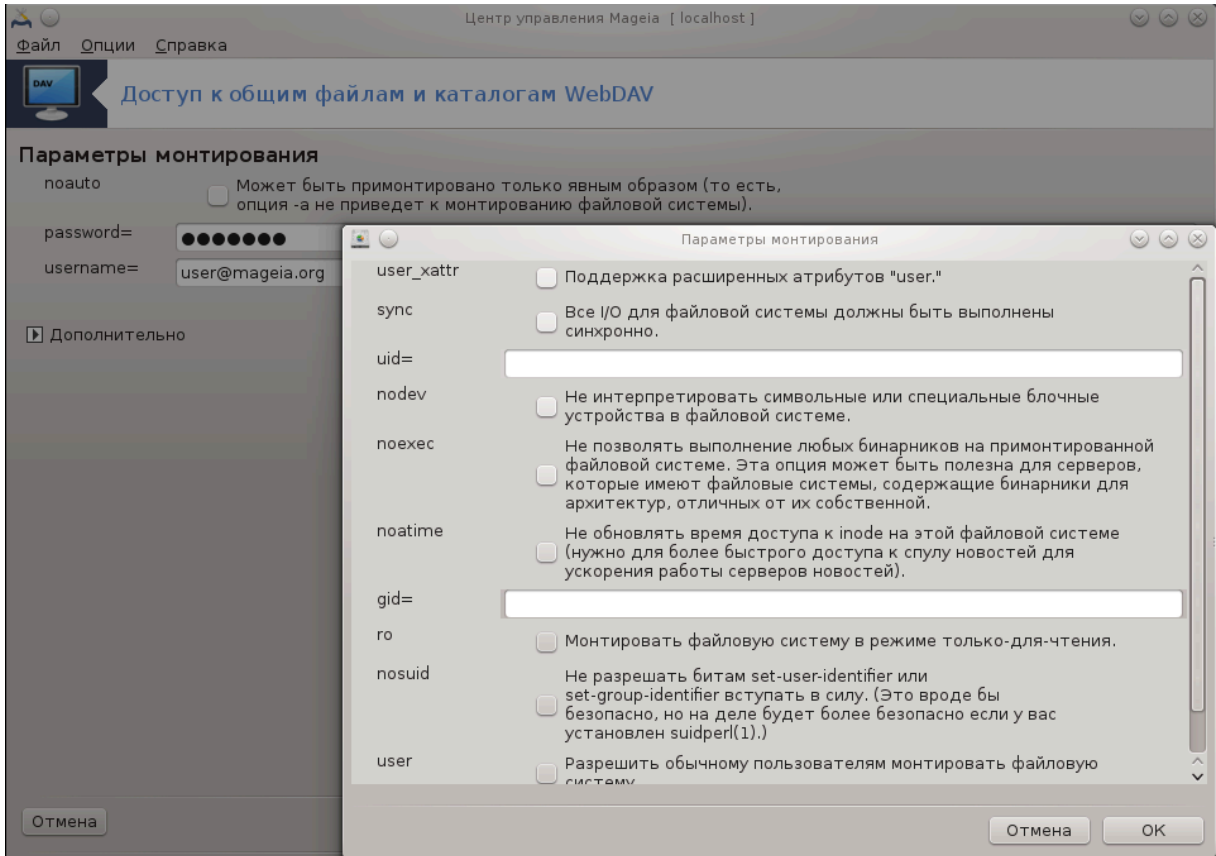 Центр управления Mageia [ localhost ]
Файл Опции Справка
DAV
Доступ к общим файлам и каталогам WebDAV
Параметры монтирования
noauto
Может быть примонтировано только явным образом (то есть,
опция -a не приведет к монтированию файловой системы).
password=
●●●●●●●
username=
user@mageia.org
Дополнительно
Отмена
Параметры монтирования
user_xattr
Поддержка расширенных атрибутов "user."
sync
Все I/O для файловой системы должны быть выполнены
синхронно.
uid=
nodev
Не интерпретировать символьные или специальные блочные
устройства в файловой системе.
noexec
Не позволять выполнение любых бинарников на примонтированной
файловой системе. Эта опция может быть полезна для серверов,
которые имеют файловые системы, содержащие бинарники для
архитектур, отличных от их собственной.
noatime
Не обновлять время доступа к inode на этой файловой системе
(нужно для более быстрого доступа к спулу новостей для
ускорения работы серверов новостей).
gid=
ro
Монтировать файловую систему в режиме только-для-чтения.
nosuid
Не разрешать битам set-user-identifier или
set-group-identifier вступать в силу. (Это вроде бы
безопасно, но на деле будет более безопасно если у вас
установлен suidperl(1).)
user
Разрешить обычному пользователям монтировать файловую
систему
Отмена
OK